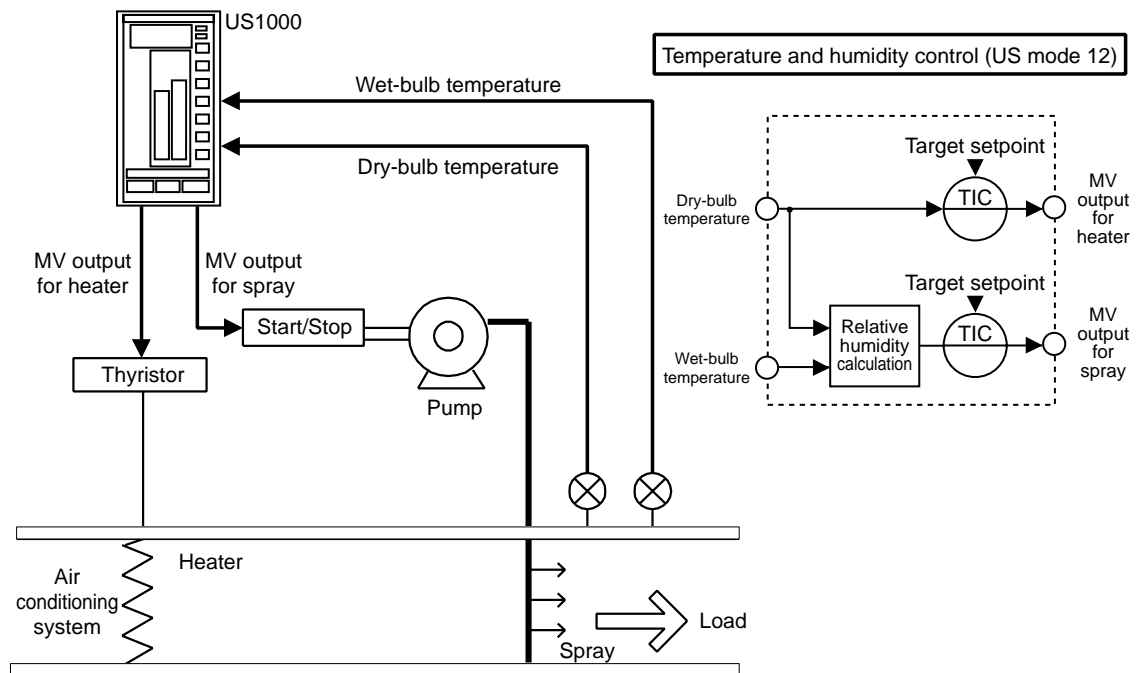 US1000
Temperature and humidity control (US mode 12)
Wet-bulb temperature
Dry-bulb temperature
MV output
for heater
MV output
for spray
Start/Stop
Thyristor
Pump
Heater
Air
conditioning
system
Spray
Load
Target setpoint
Dry-bulb
temperature
TIC
MV
output
for
heater
Target setpoint
Wet-bulb
temperature
Relative
humidity
calculation
TIC
MV
output
for
spray